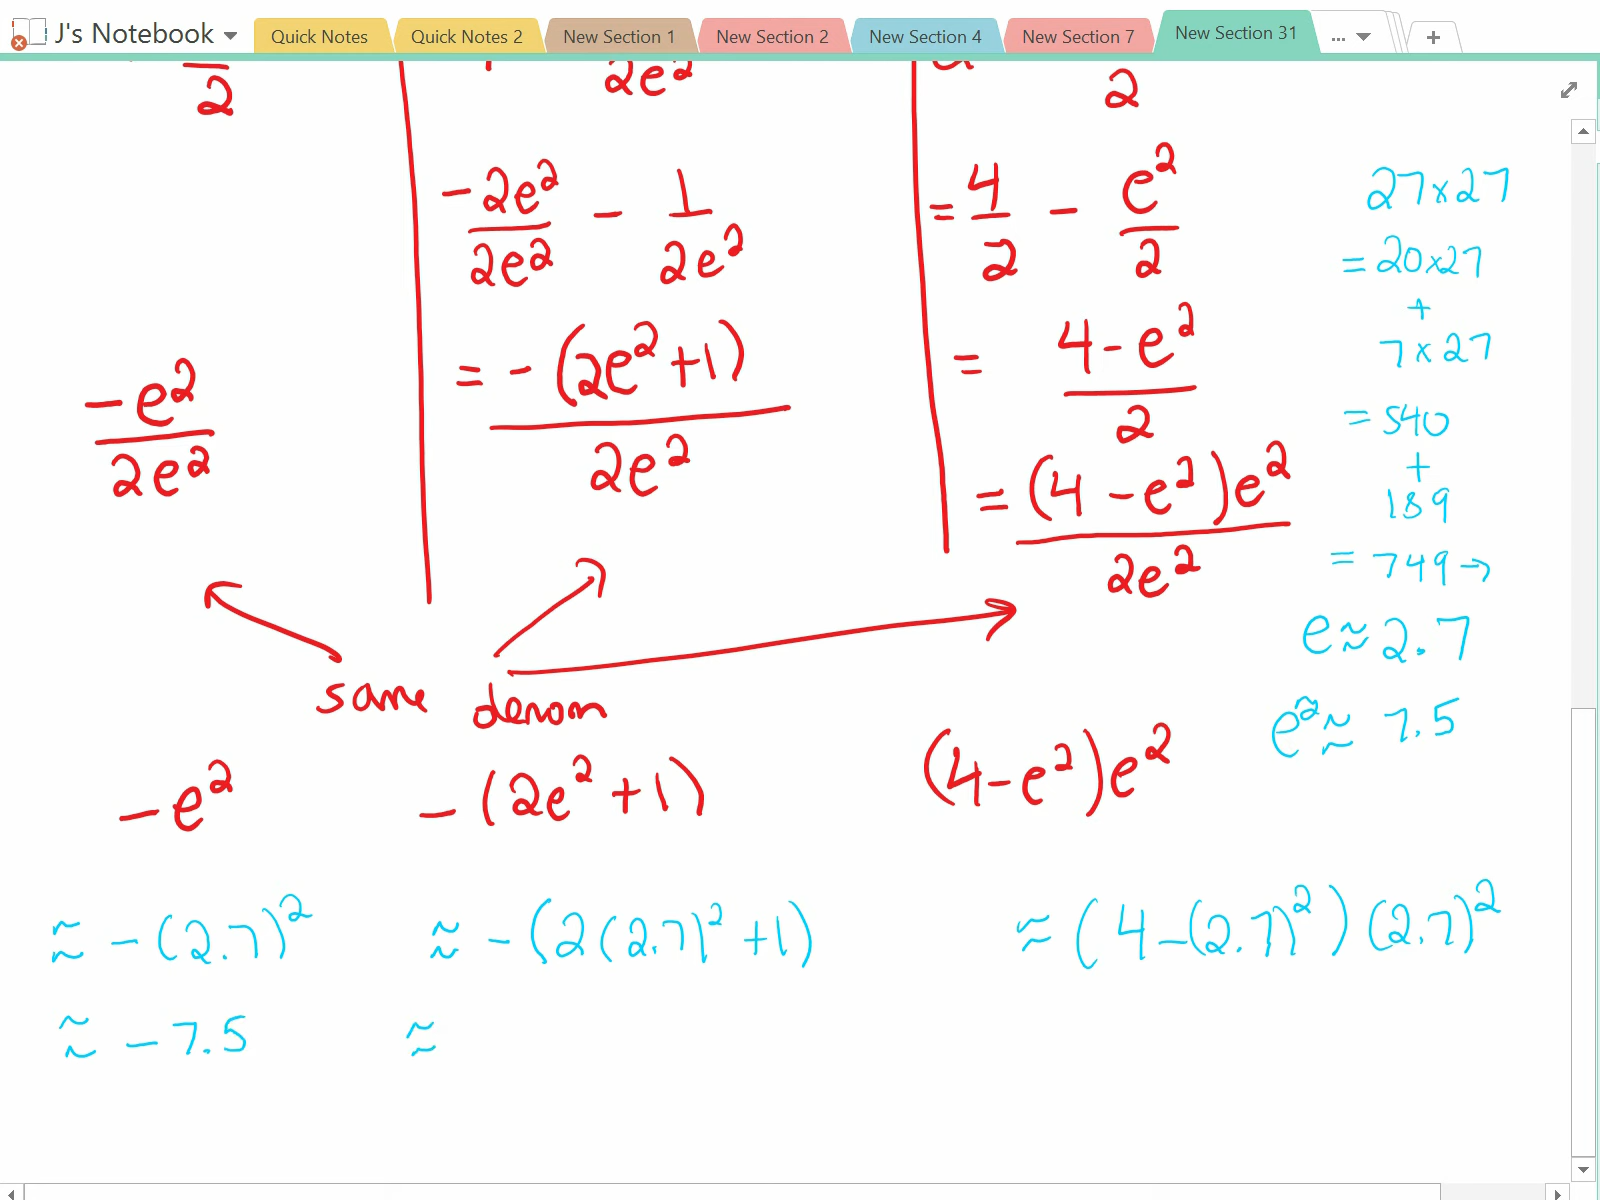 J's Notebook
Quick Notes
Quick Notes 2
New Section 1
New Section 2
New Section 4
New Section 7
New Section 31
...
+
2
2e²
2
-2e²/2e² - 1/2e²
= 4/2 - e²/2
27×27
= 20×27
+
7×27
= 540
+
189
= 749 →
-e²/2e²
= -(2e²+1)/2e²
= 4-e²/2
= (4-e²)e²/2e²
same denom
e ≈ 2.7
e² ≈ 7.5
-e²
-(2e²+1)
(4-e²)e²
≈ -(2.7)²
≈ -(2(2.7)²+1)
≈ (4-(2.7)²)(2.7)²
≈ -7.5
≈